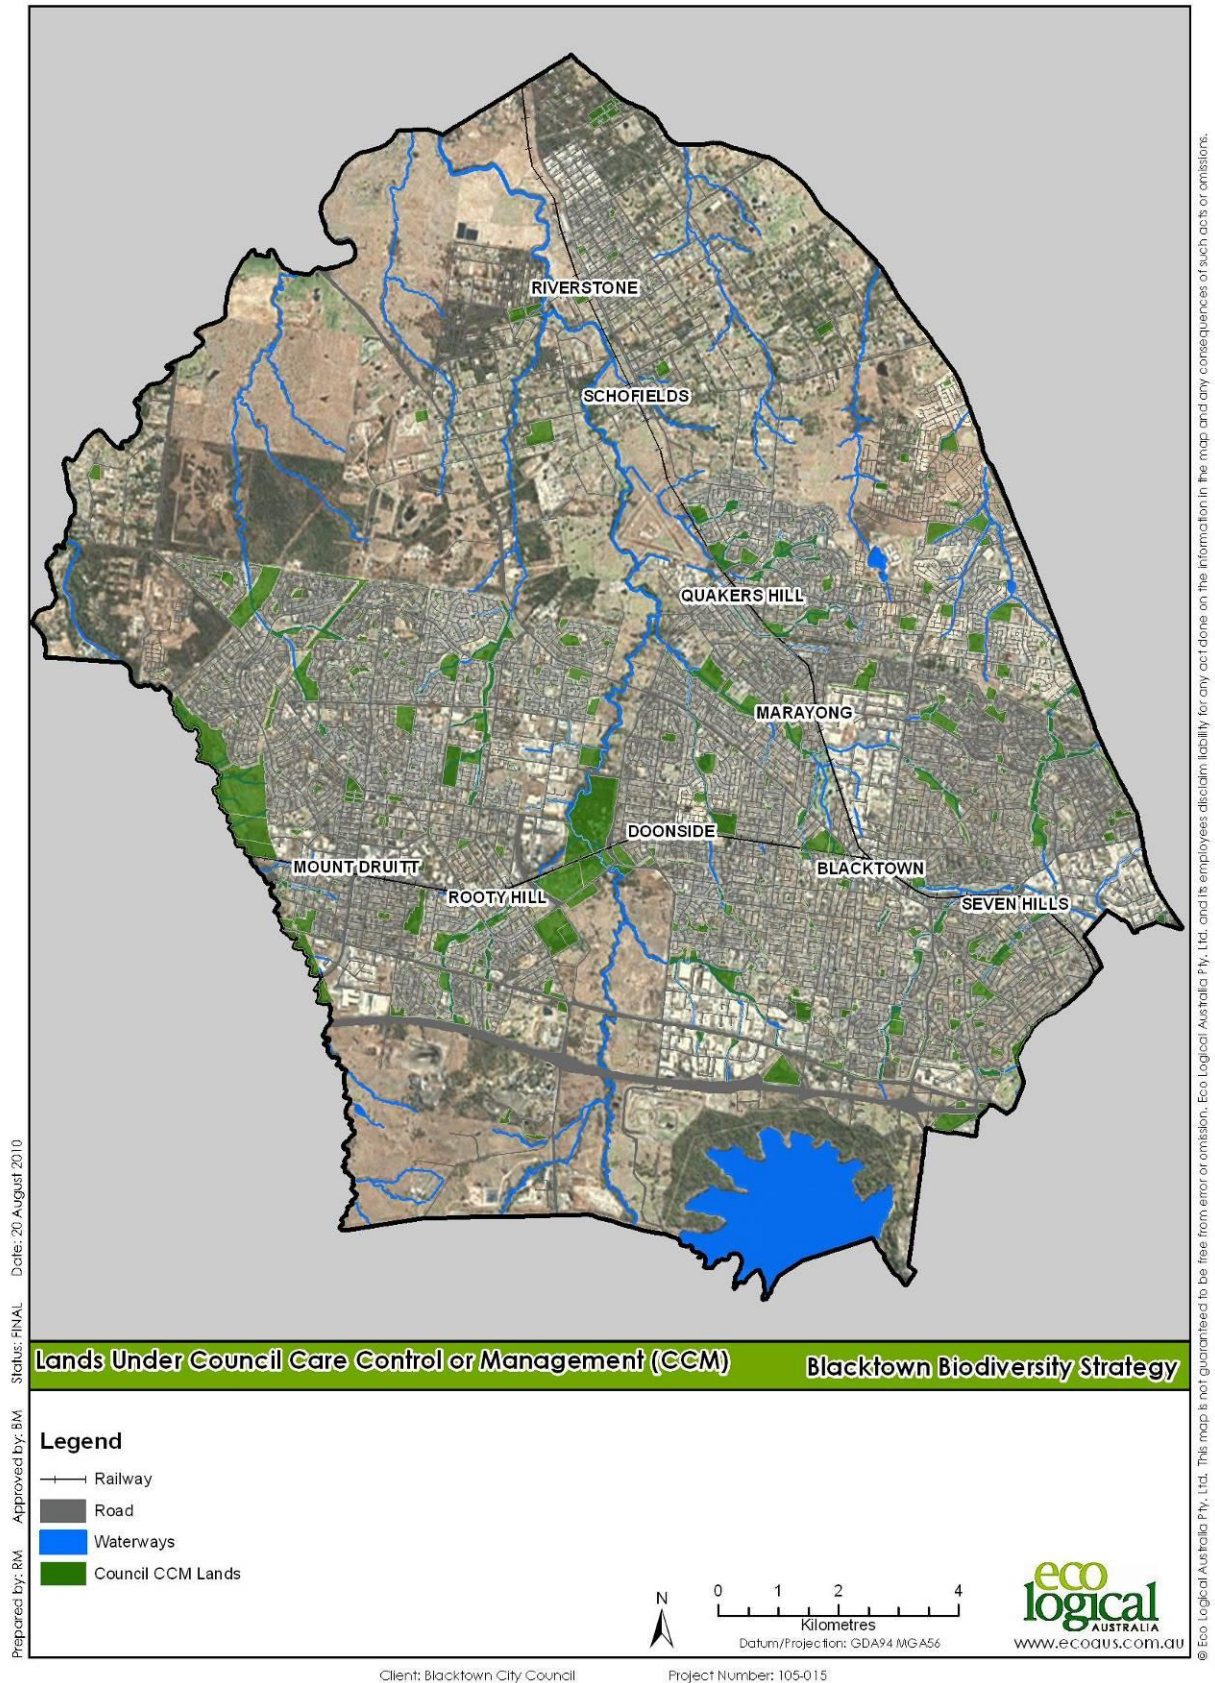 RIVERSTONE
SCHOFIELDS
QUAKERS HILL
MARAYONG
DOONSIDE
MOUNT DRUITT
BLACKTOWN
ROOTY HILL
SEVEN HILLS
Lands Under Council Care Control or Management (CCM)
Blacktown Biodiversity Strategy
Legend
Railway
Road
Waterways
Council CCM Lands
N
0 1 2 4
Kilometres
Datum/Projection: GDA94 MGA56
eco
logical
AUSTRALIA
www.ecoaus.com.au
Prepared by: RM Approved by: BM Status: FINAL Date: 20 August 2010
© Eco Logical Australia Pty. Ltd. This map is not guaranteed to be free from error or omission. Eco Logical Australia Pty. Ltd. and its employees disclaim liability for any act done on the information in the map and any consequences of such acts or omissions.
Client: Blacktown City Council Project Number: 105-015